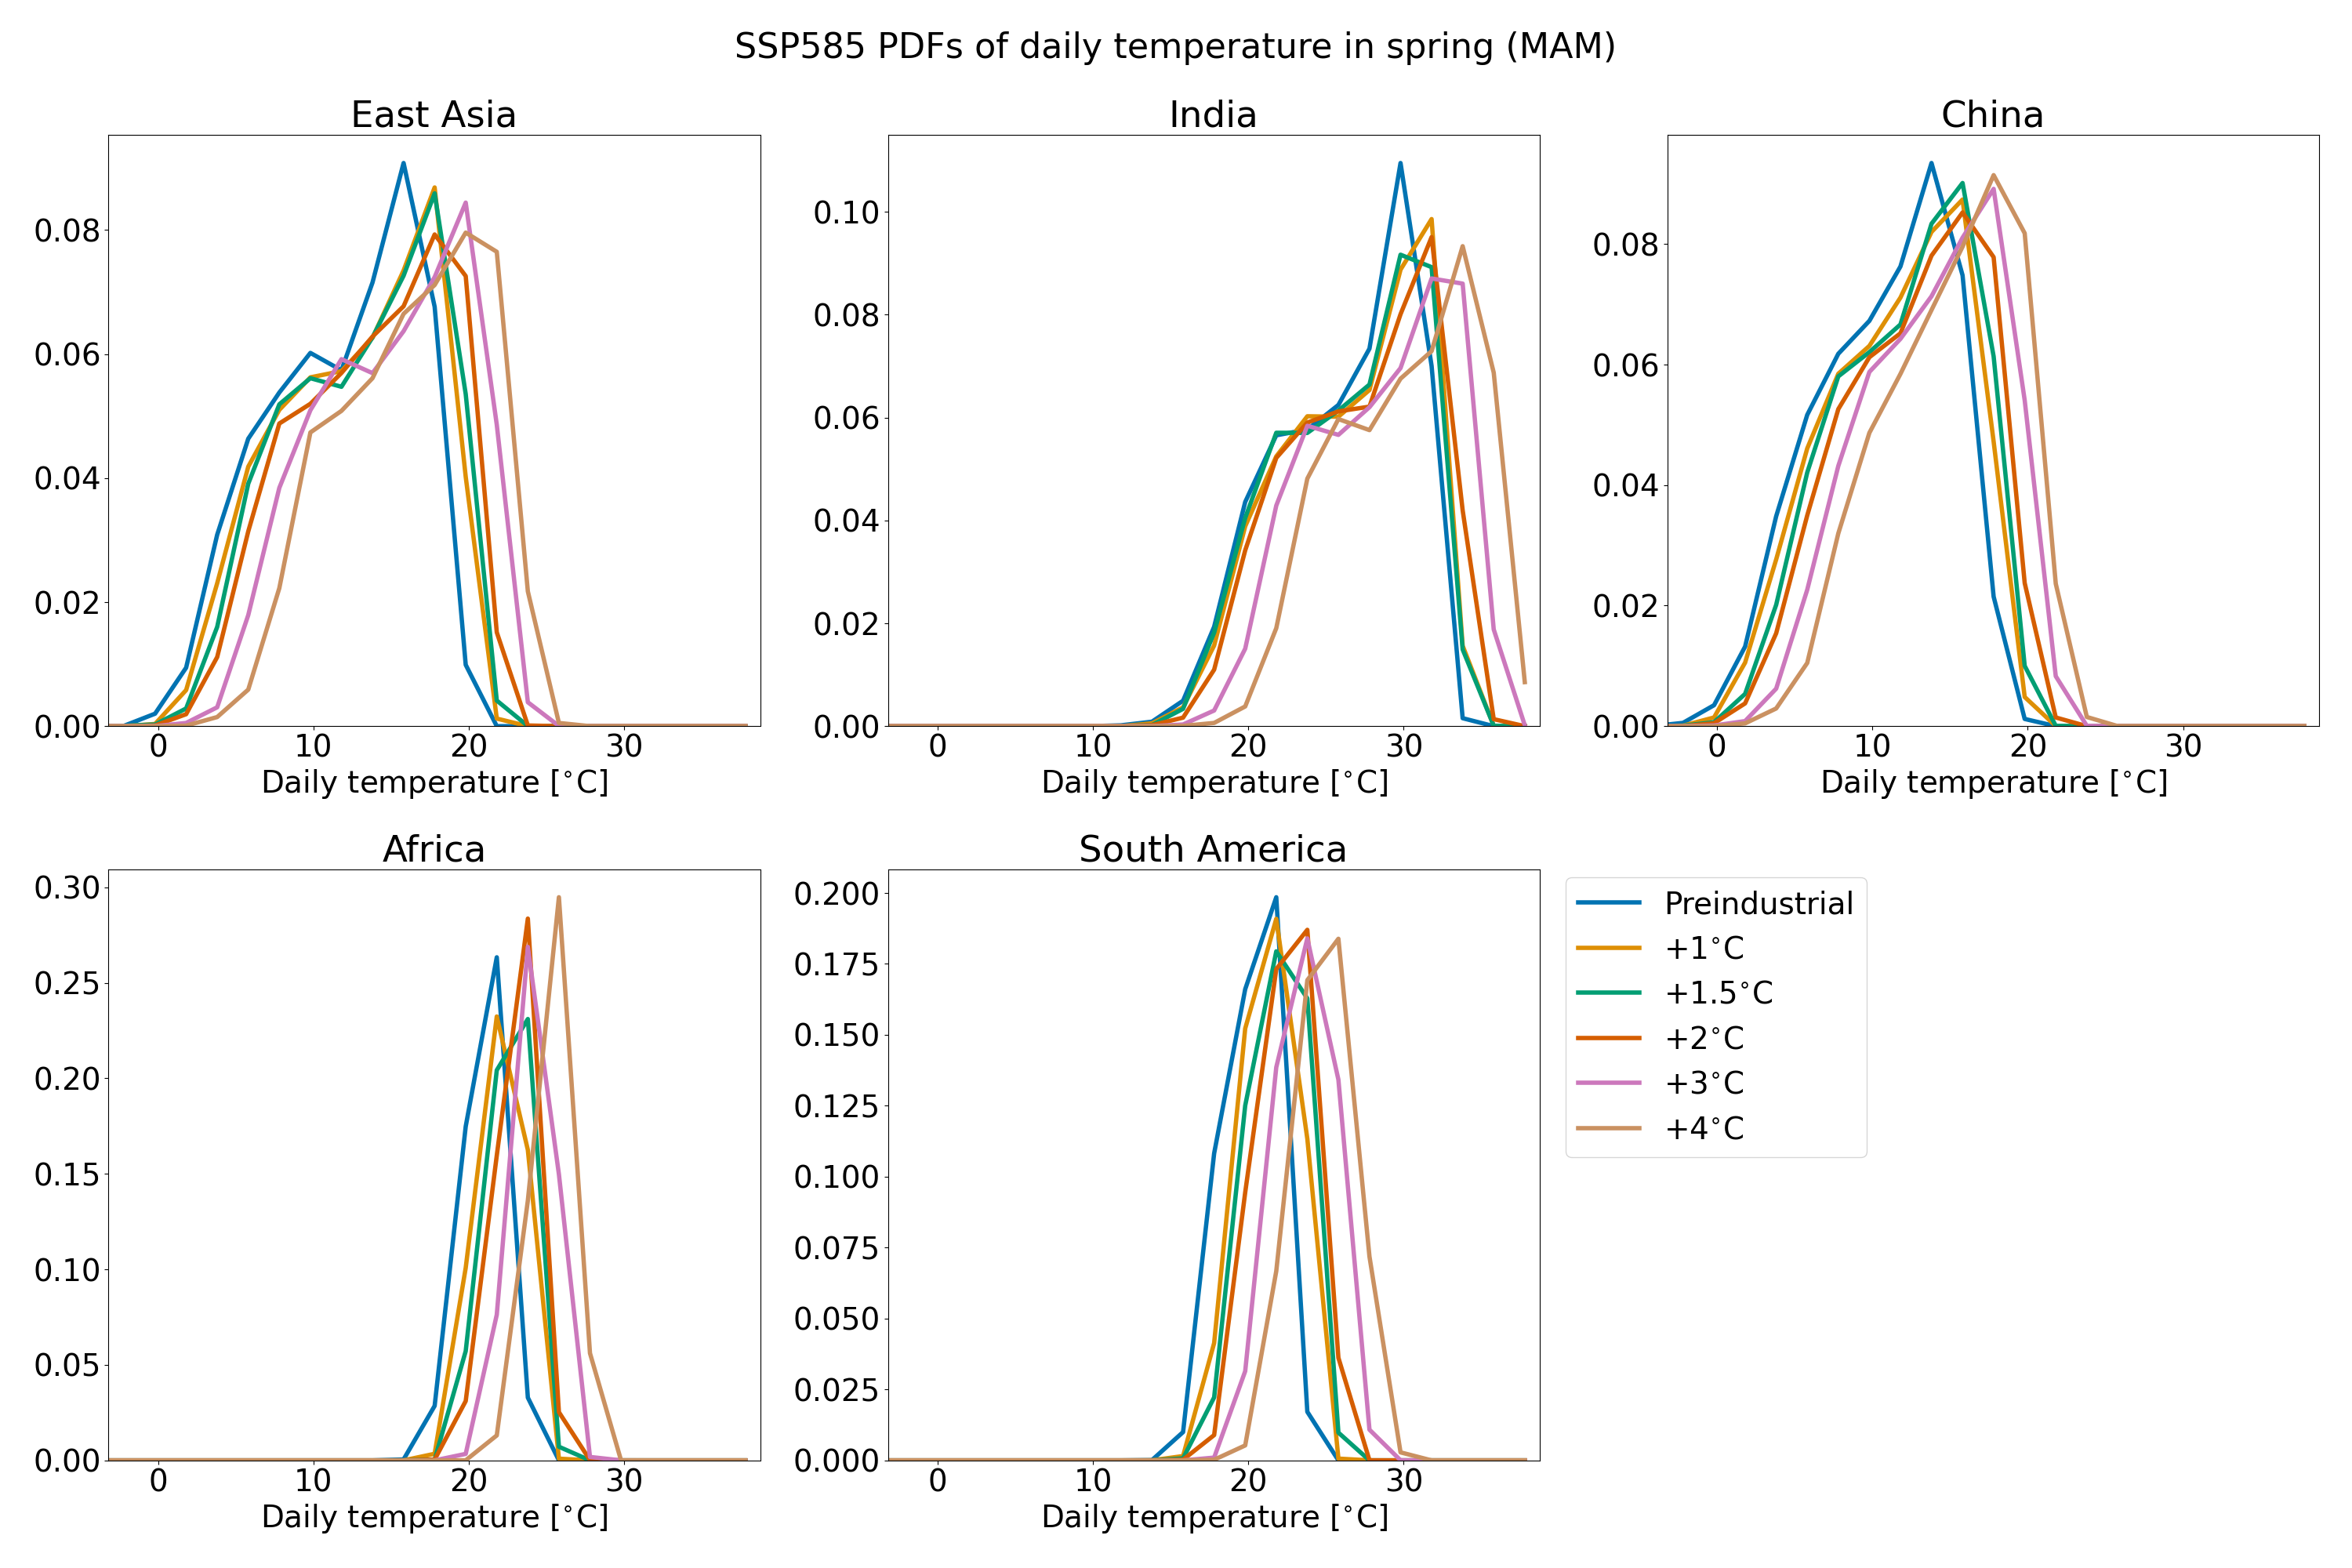 SSP585 PDFs of daily temperature in spring (MAM)
East Asia
0.08
0.06
0.04
0.02
0.00
0 10 20 30
Daily temperature [°C]
India
0.10
0.08
0.06
0.04
0.02
0.00
0 10 20 30
Daily temperature [°C]
China
0.08
0.06
0.04
0.02
0.00
0 10 20 30
Daily temperature [°C]
Africa
0.30
0.25
0.20
0.15
0.10
0.05
0.00
0 10 20 30
Daily temperature [°C]
South America
0.200
0.175
0.150
0.125
0.100
0.075
0.050
0.025
0.000
0 10 20 30
Daily temperature [°C]
Preindustrial
+1°C
+1.5°C
+2°C
+3°C
+4°C